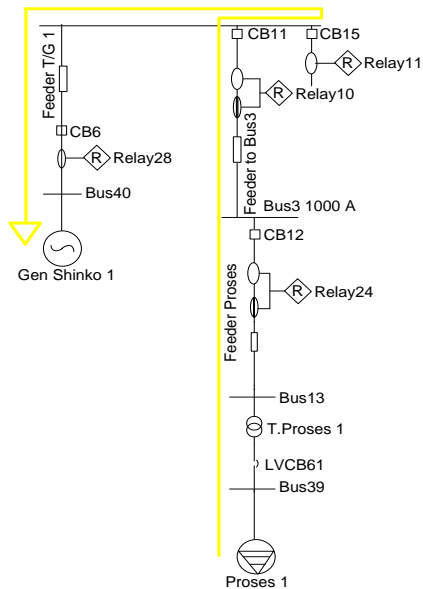 CB11
CB15
R
Relay11
R
Relay10
Feeder T/G 1
CB6
R
Relay28
Feeder to Bus3
Bus40
Bus3 1000 A
CB12
Gen Shinko 1
R
Relay24
Feeder Proses
Bus13
T.Proses 1
LVCB61
Bus39
Proses 1